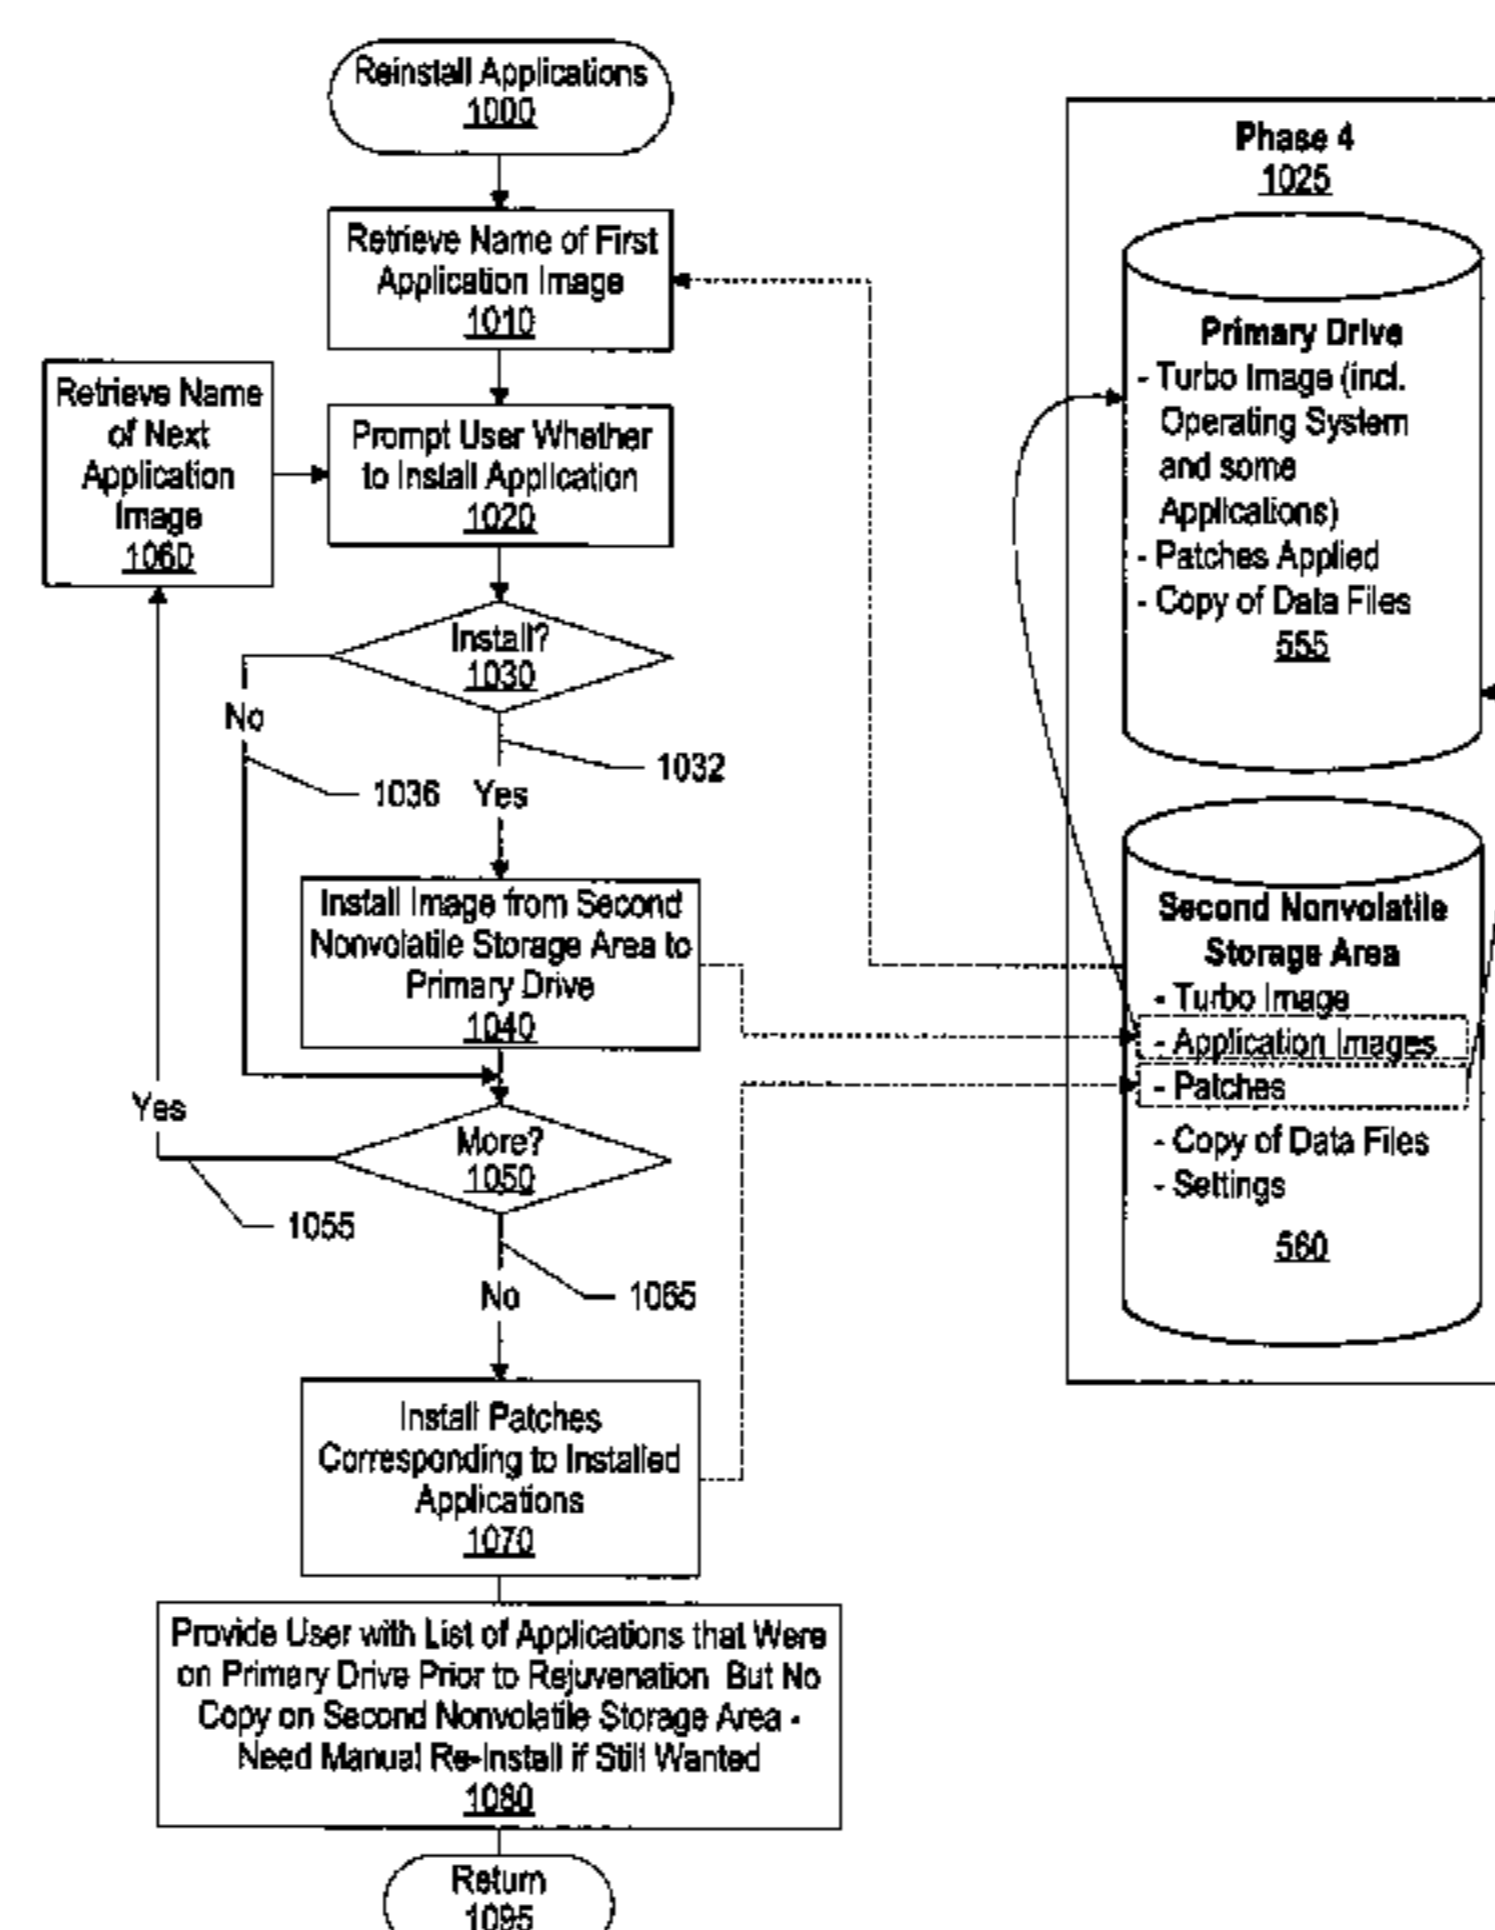 Reinstall Applications
1000
Retrieve Name of First
Application Image
1010
Retrieve Name
of Next
Application
Image
1060
Prompt User Whether
to Install Application
1020
Install?
1030
No
1032
1036
Yes
Install Image from Second
Nonvolatile Storage Area to
Primary Drive
1040
Yes
More?
1050
1055
No
1065
Install Patches
Corresponding to Installed
Applications
1070
Provide User with List of Applications that Were
on Primary Drive Prior to Rejuvenation But No
Copy on Second Nonvolatile Storage Area -
Need Manual Re-Install if Still Wanted
1080
Return
1095
Phase 4
1025
Primary Drive
- Turbo Image (incl.
Operating System
and some
Applications)
- Patches Applied
- Copy of Data Files
555
Second Nonvolatile
Storage Area
- Turbo Image
- Application Images
- Patches
- Copy of Data Files
- Settings
560